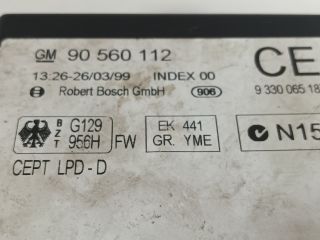 GM 90 560 112
CE
13:26-26/03/99 INDEX 00
Robert Bosch GmbH 906
9 330 065 18
BZT G129 956H FW
EK 441
GR. YME
N15
CEPT LPD - D